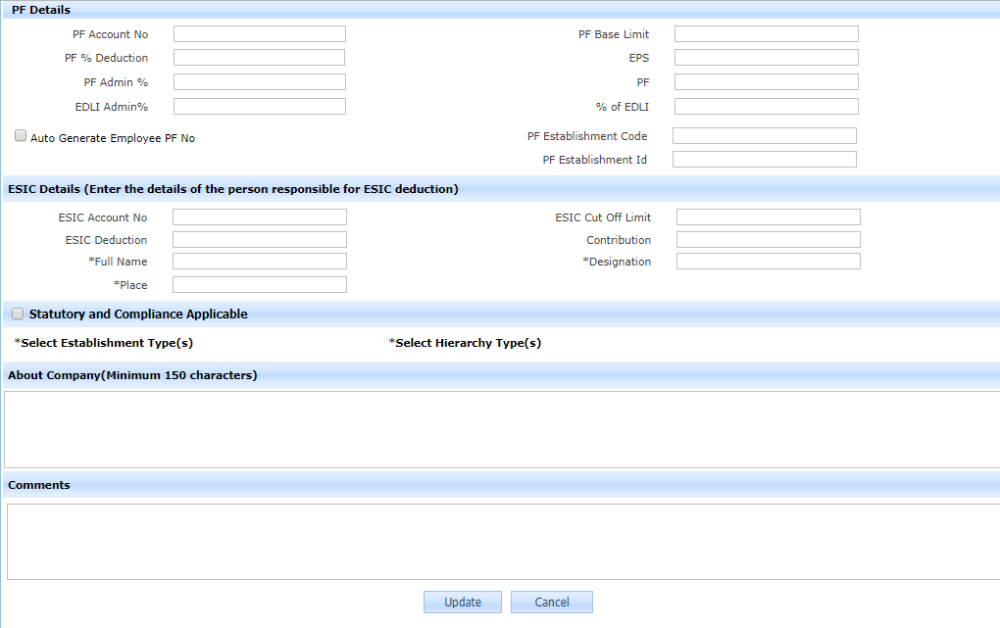 PF Details
PF Account No PF Base Limit
PF % Deduction EPS
PF Admin % PF
EDLI Admin% % of EDLI
Auto Generate Employee PF No PF Establishment Code
PF Establishment Id
ESIC Details (Enter the details of the person responsible for ESIC deduction)
ESIC Account No ESIC Cut Off Limit
ESIC Deduction Contribution
*Full Name *Designation
*Place
Statutory and Compliance Applicable
*Select Establishment Type(s) *Select Hierarchy Type(s)
About Company(Minimum 150 characters)
Comments
Update Cancel